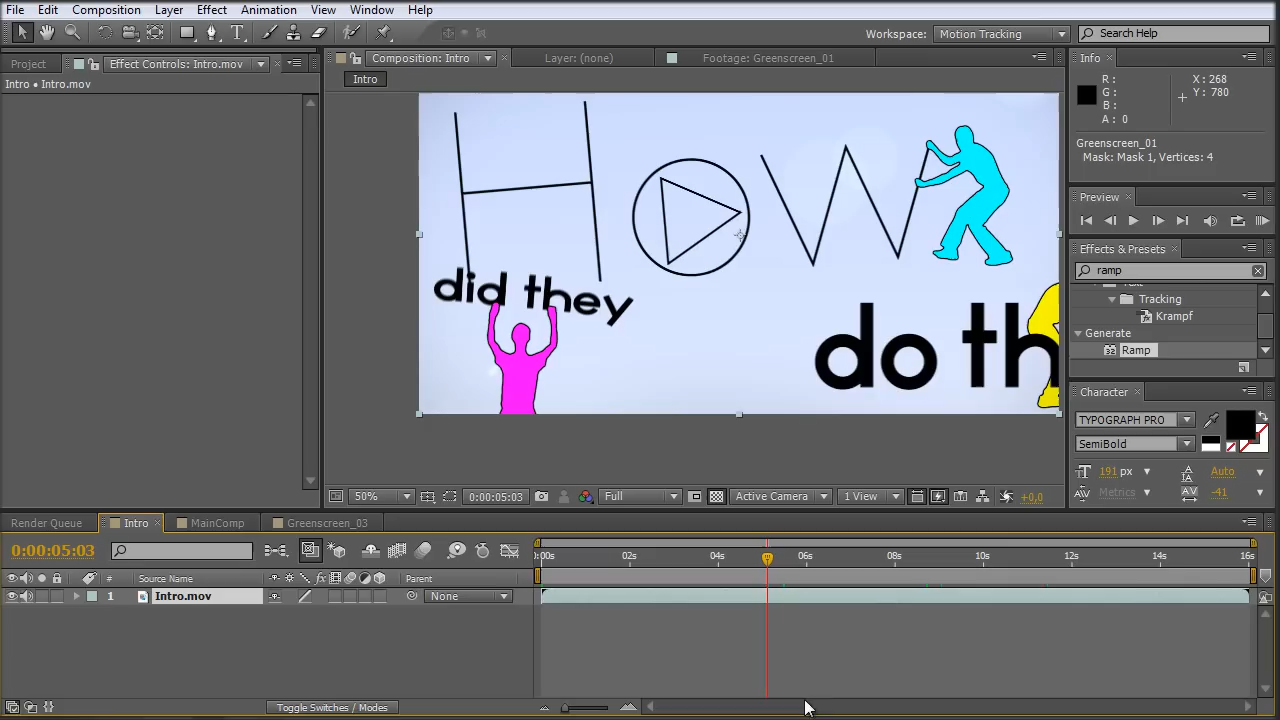 File Edit Composition Layer Effect Animation View Window Help
Workspace: Motion Tracking Search Help
Project Effect Controls: Intro.mov Composition: Intro Layer: (none) Footage: Greenscreen_01 Info
Intro • Intro.mov
Intro
R :
G :
B :
A : 0
X : 268
Y : 780
Greenscreen_01
Mask: Mask 1, Vertices: 4
Preview
Effects & Presets
ramp
Text
Tracking
Krampf
Generate
Ramp
Character
TYPOGRAPH PRO
SemiBold
191 px Auto
Metrics -41
How
did they
do th
50% 0:00:05:03 Full Active Camera 1 View +0,0
Render Queue Intro MainComp Greenscreen_03
0:00:05:03
:00s 02s 04s 06s 08s 10s 12s 14s 16s
# Source Name Parent
1 Intro.mov None
Toggle Switches / Modes